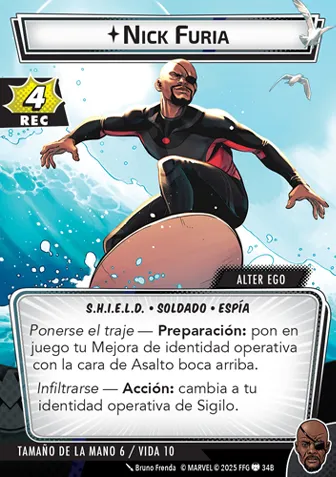 Nick Furia
4
REC
ALTER EGO
S.H.I.E.L.D. • SOLDADO • ESPÍA
Ponerse el traje — Preparación: pon en
juego tu Mejora de identidad operativa
con la cara de Asalto boca arriba.
Infiltrarse — Acción: cambia a tu
identidad operativa de Sigilo.
TAMAÑO DE LA MANO 6 / VIDA 10
Bruno Frenda © MARVEL © 2025 FFG 34B